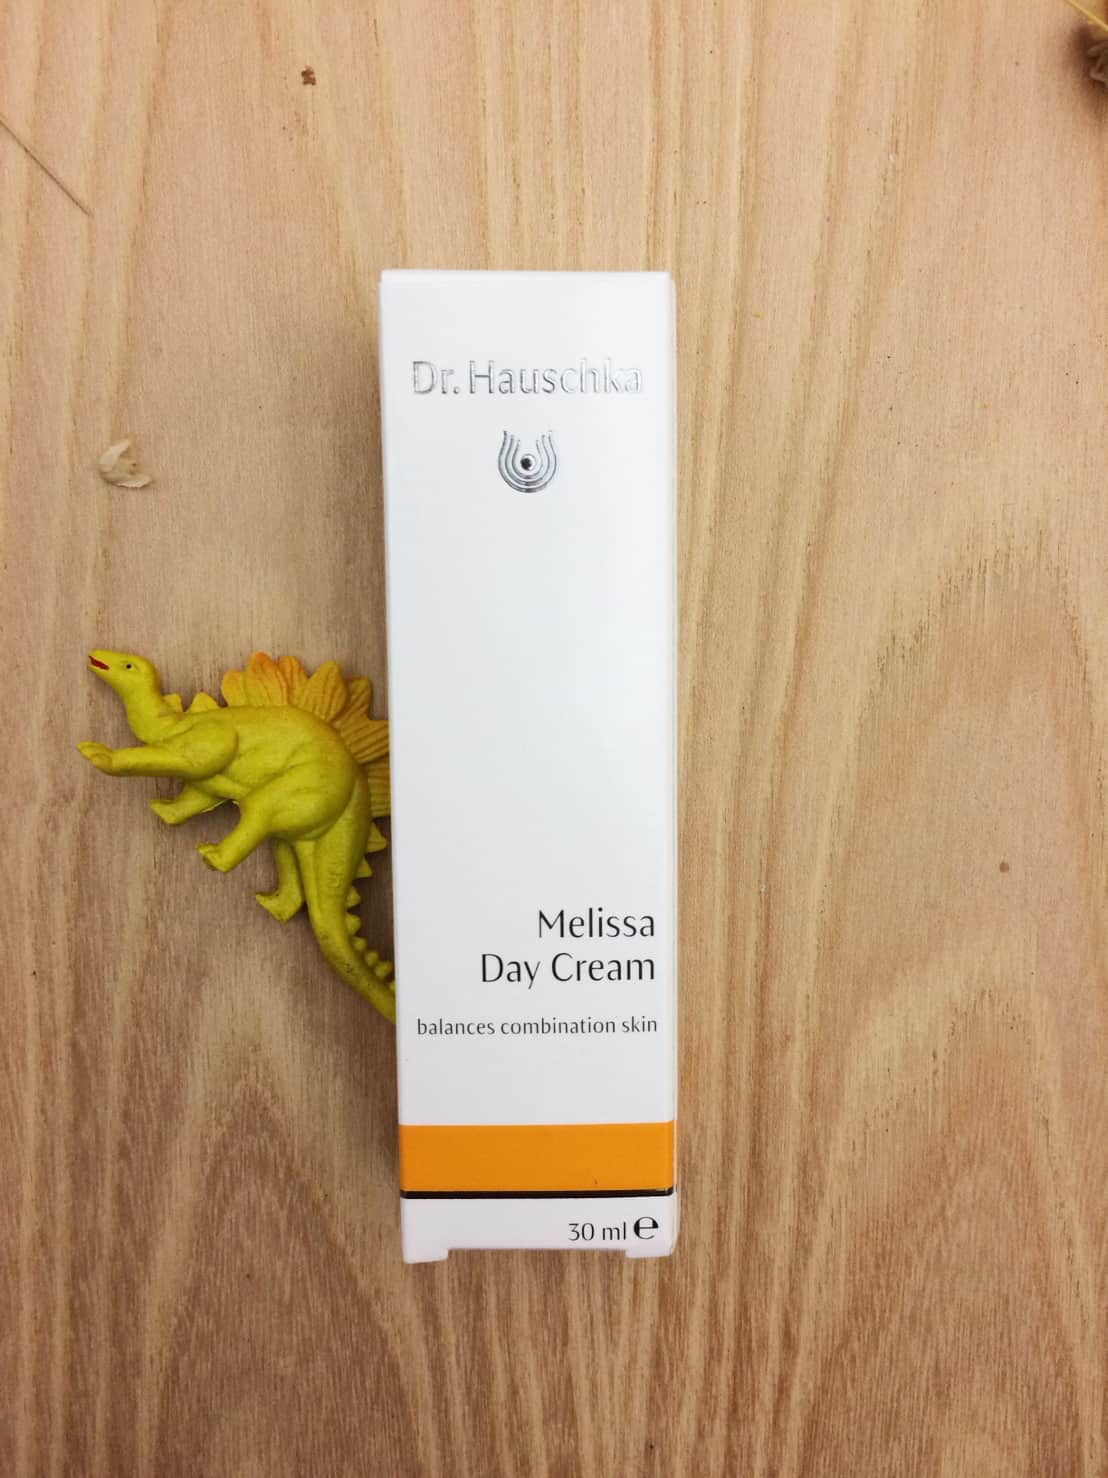 Dr. Hauschka
Melissa
Day Cream
balances combination skin
30 ml ℮